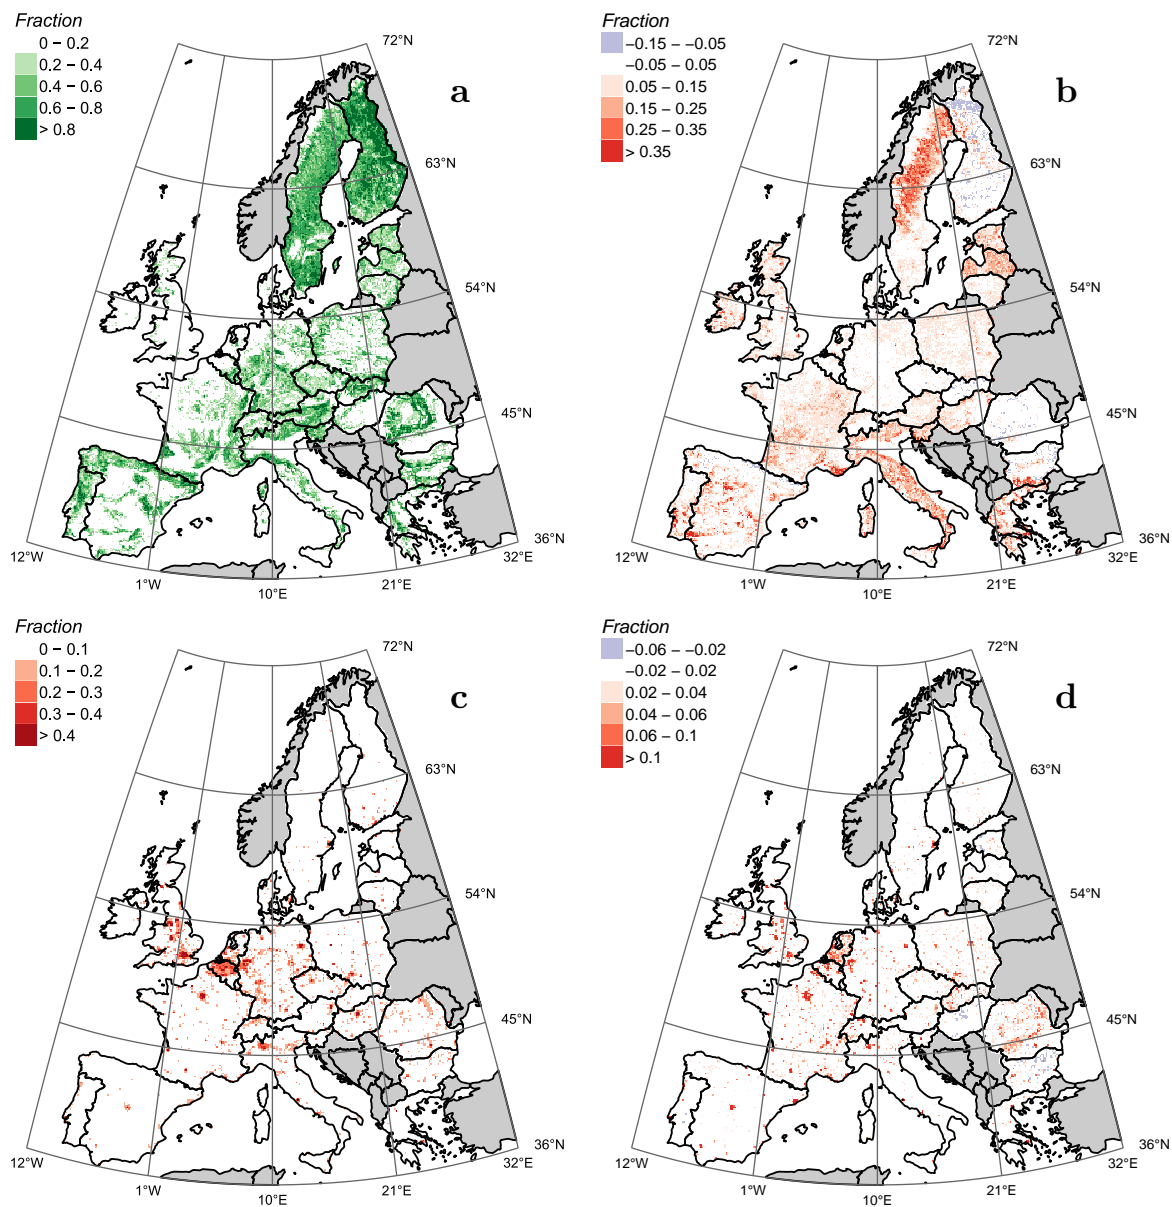 Fraction
0 − 0.2
0.2 − 0.4
0.4 − 0.6
0.6 − 0.8
> 0.8
a
72°N
63°N
54°N
45°N
36°N
12°W
1°W
10°E
21°E
32°E
Fraction
−0.15 − −0.05
−0.05 − 0.05
0.05 − 0.15
0.15 − 0.25
0.25 − 0.35
> 0.35
b
72°N
63°N
54°N
45°N
36°N
12°W
1°W
10°E
21°E
32°E
Fraction
0 − 0.1
0.1 − 0.2
0.2 − 0.3
0.3 − 0.4
> 0.4
c
72°N
63°N
54°N
45°N
36°N
12°W
1°W
10°E
21°E
32°E
Fraction
−0.06 − −0.02
−0.02 − 0.02
0.02 − 0.04
0.04 − 0.06
0.06 − 0.1
> 0.1
d
72°N
63°N
54°N
45°N
36°N
12°W
1°W
10°E
21°E
32°E